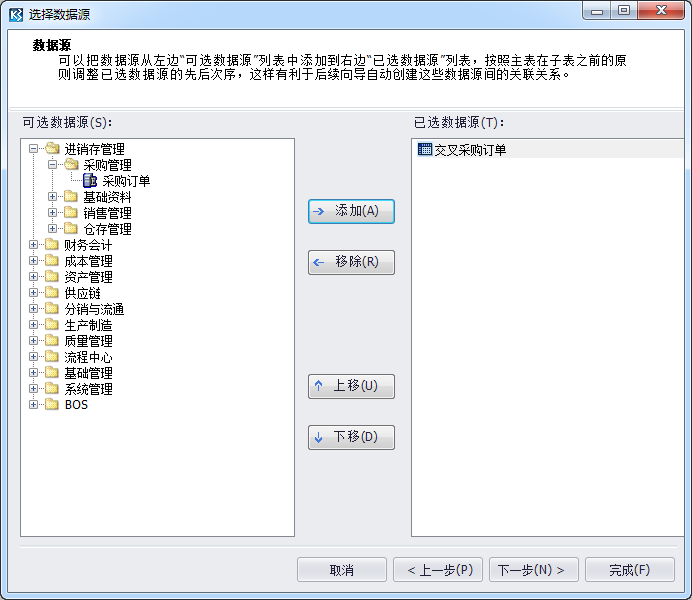 选择数据源
数据源
可以把数据源从左边"可选数据源"列表中添加到右边"已选数据源"列表，按照主表在子表之前的原
则调整已选数据源的先后次序，这样有利于后续向导自动创建这些数据源间的关联关系。
可选数据源(S):
已选数据源(T):
进销存管理
采购管理
采购订单
基础资料
销售管理
仓存管理
财务会计
成本管理
资产管理
供应链
分销与流通
生产制造
质量管理
流程中心
基础管理
系统管理
BOS
添加(A)
移除(R)
上移(U)
下移(D)
交叉采购订单
取消
< 上一步(P)
下一步(N) >
完成(F)